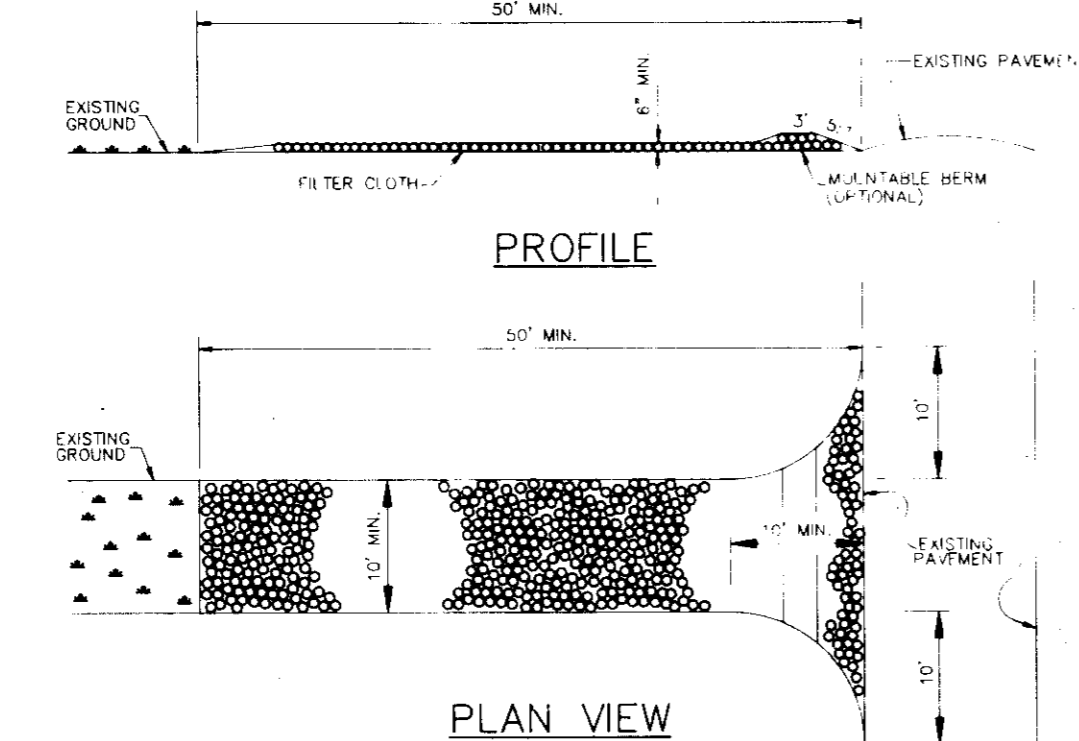 50' MIN.
EXISTING PAVEMEN
6" MIN.
EXISTING
GROUND
3'
FILTER CLOTH
MOUNTABLE BERM
(OPTIONAL)
PROFILE
50' MIN.
10'
EXISTING
GROUND
10' MIN.
10' MIN.
EXISTING
PAVEMENT
10'
PLAN VIEW